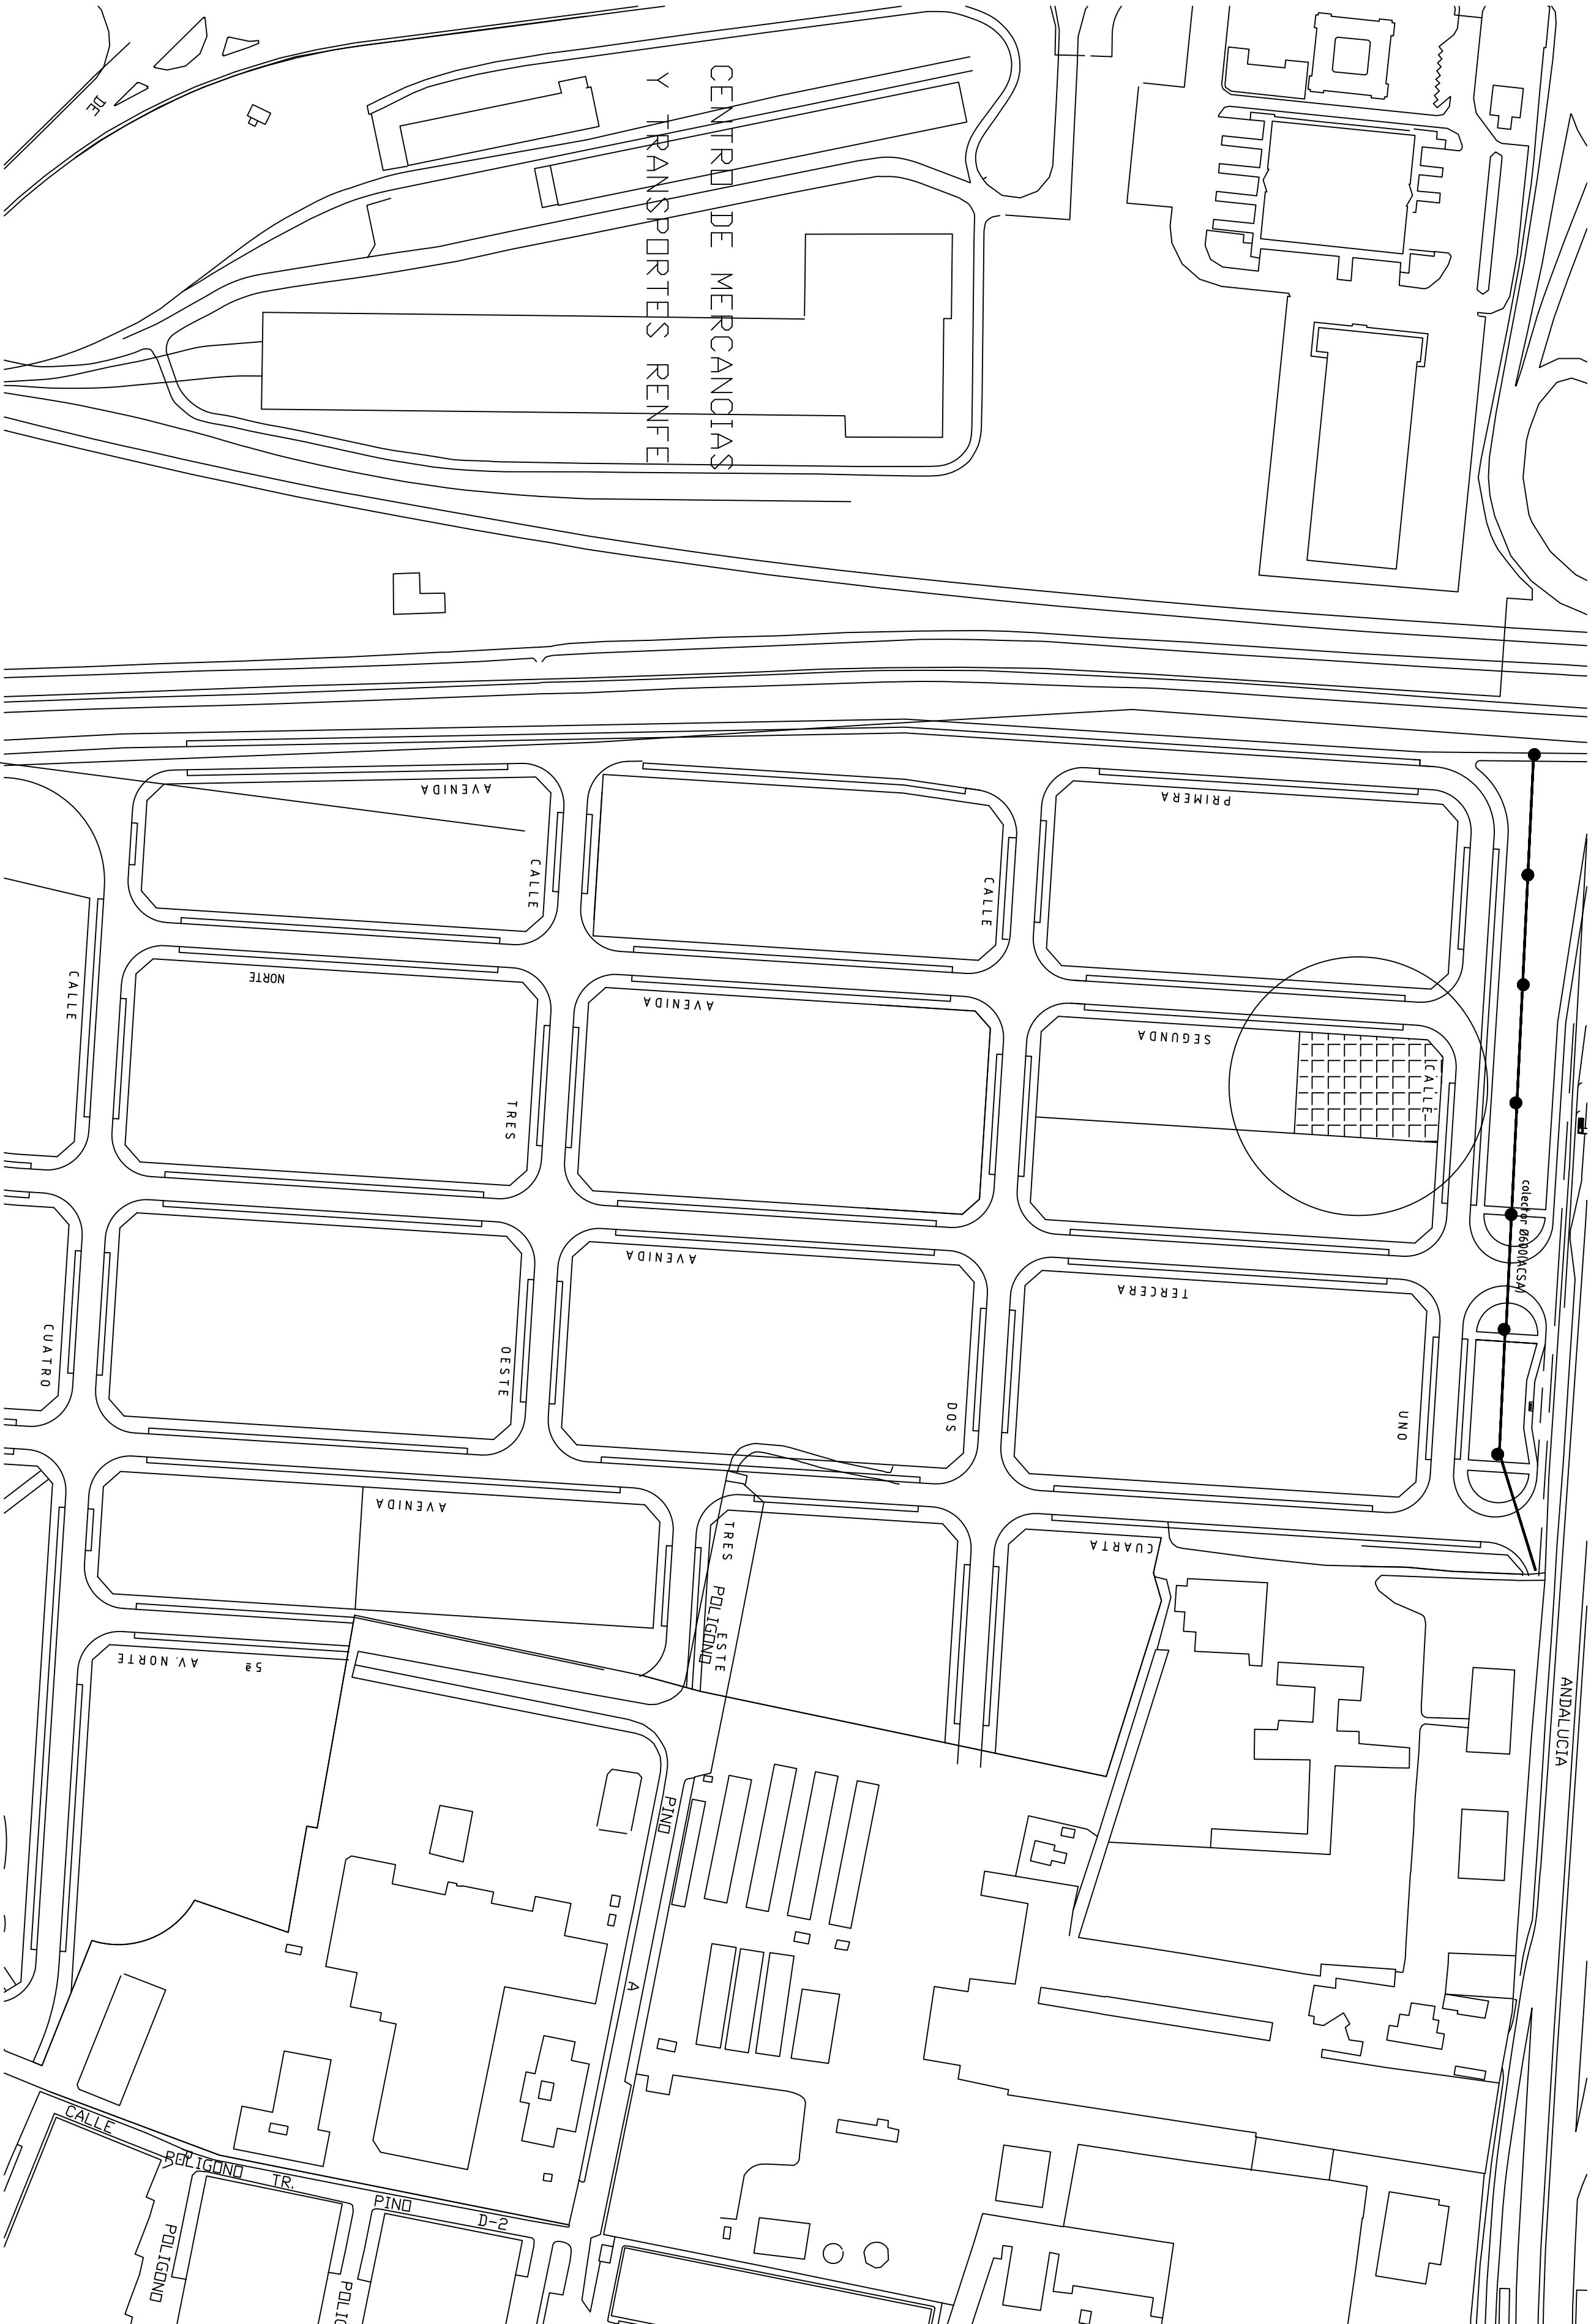 DE
CENTRO DE MERCANCIAS
Y TRANSPORTES RENFE
AVENIDA
PRIMERA
CALLE
CALLE
CALLE
NORTE
AVENIDA
SEGUNDA
CALLE
TRES
colector Ø600(ACSA)
AVENIDA
TERCERA
CUATRO
OESTE
DOS
UNO
AVENIDA
CUARTA
TRES
ESTE
POLIGONO
AV. NORTE
5ª
ANDALUCIA
PINO
A
CALLE
POLIGONO
TR.
PINO
D-2
POLIGONO
POLIG